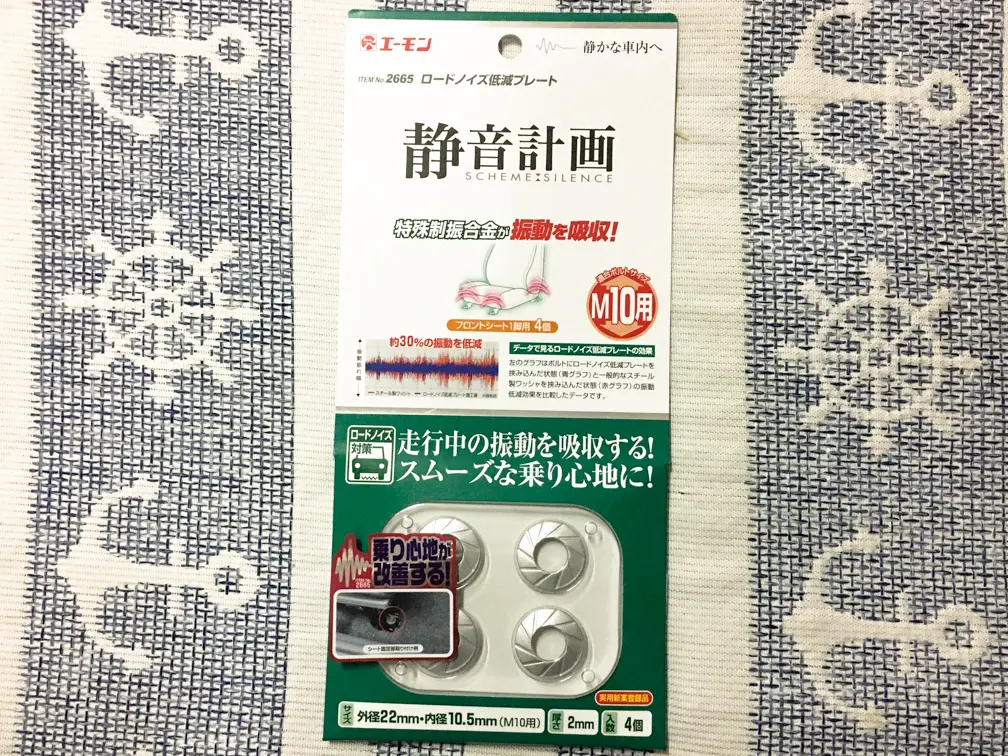 エーモン
静かな車内へ
ITEM No.2665 ロードノイズ低減プレート
静音計画
SCHEME:SILENCE
特殊制振合金が振動を吸収!
適合ボルトサイズ
M10用
フロントシート1脚用 4個
約30%の振動を低減
データで見るロードノイズ低減プレートの効果
左のグラフはボルトにロードノイズ低減プレートを
挟み込んだ状態(青グラフ)と一般的なスチール
製ワッシャを挟み込んだ状態(赤グラフ)の振動
低減効果を比較したデータです。
スチール製ワッシャ
ロードノイズ
対策
走行中の振動を吸収する!
スムーズな乗り心地に!
乗り心地が
改善する!
ITEM No.
2665
シート固定部取り付け例
実用新案登録品
サイズ 外径22mm・内径10.5mm(M10用)
厚さ 2mm
入数 4個